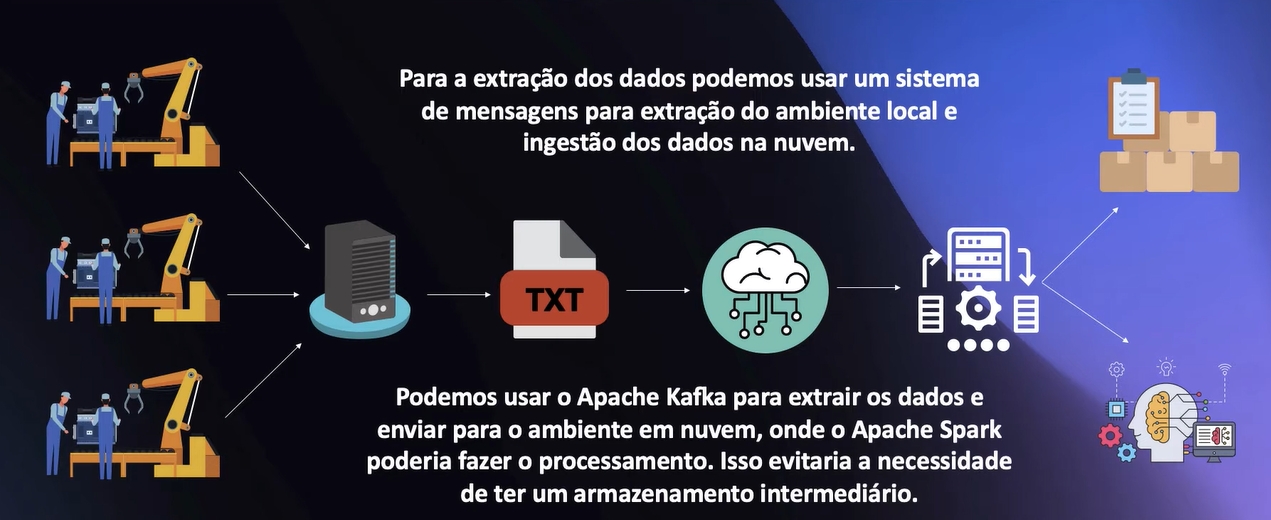 Para a extração dos dados podemos usar um sistema
de mensagens para extração do ambiente local e
ingestão dos dados na nuvem.
TXT
Podemos usar o Apache Kafka para extrair os dados e
enviar para o ambiente em nuvem, onde o Apache Spark
poderia fazer o processamento. Isso evitaria a necessidade
de ter um armazenamento intermediário.